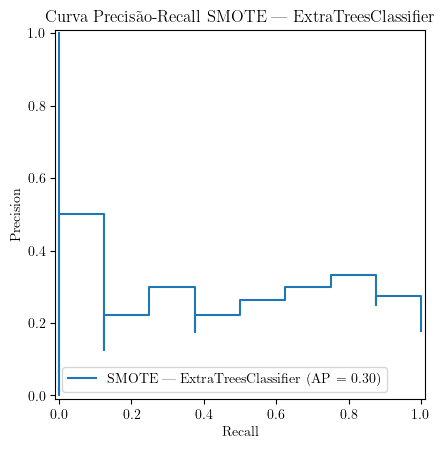 Curva Precisão-Recall SMOTE — ExtraTreesClassifier
1.0
0.8
0.6
0.4
0.2
0.0
Precision
SMOTE — ExtraTreesClassifier (AP = 0.30)
0.0 0.2 0.4 0.6 0.8 1.0
Recall